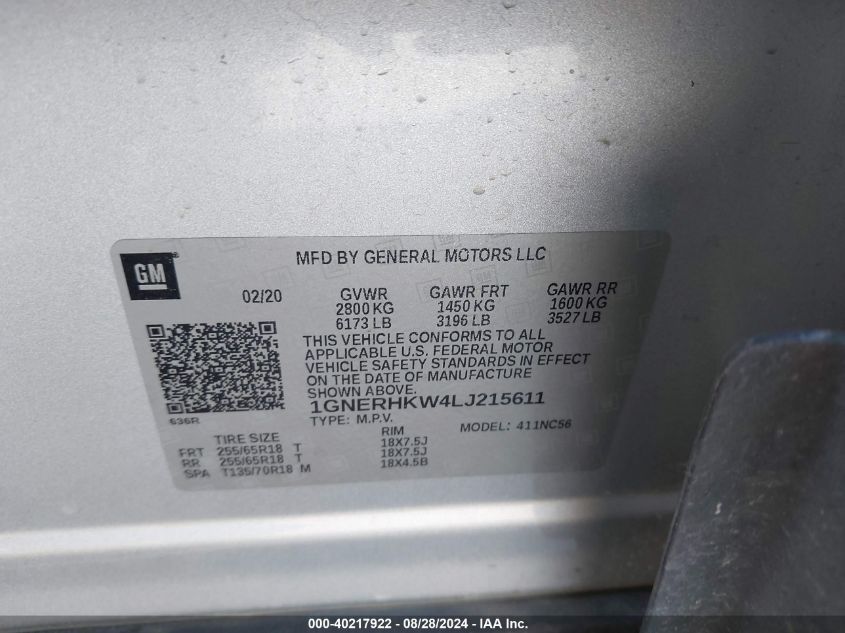 MFD BY GENERAL MOTORS LLC
GM
02/20 GVWR GAWR FRT GAWR RR
2800 KG 1450 KG 1600 KG
6173 LB 3196 LB 3527 LB
THIS VEHICLE CONFORMS TO ALL
APPLICABLE U.S. FEDERAL MOTOR
VEHICLE SAFETY STANDARDS IN EFFECT
ON THE DATE OF MANUFACTURE
SHOWN ABOVE.
1GNERHKW4LJ215611
636R
TYPE: M.P.V. MODEL: 411NC56
TIRE SIZE RIM
FRT 255/65R18 T 18X7.5J
RR 255/65R18 T 18X7.5J
SPA T135/70R18 M 18X4.5B
000-40217922 - 08/28/2024 - IAA Inc.